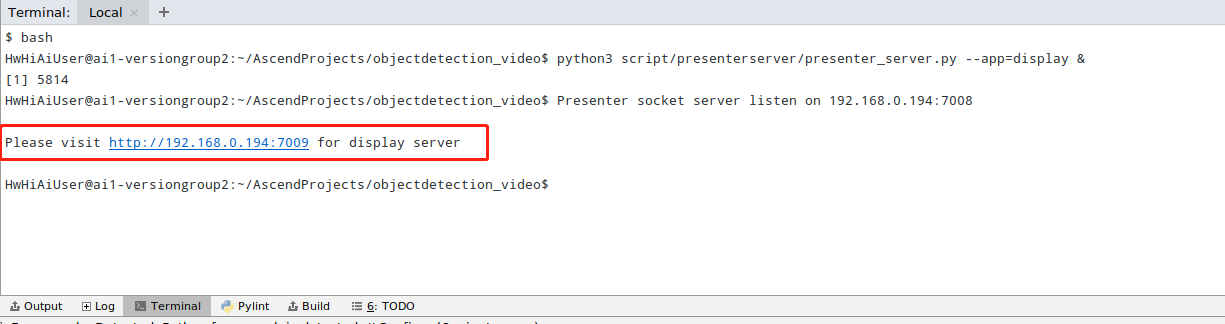 Terminal: Local × +
$ bash
HwHiAiUser@ai1-versiongroup2:~/AscendProjects/objectdetection_video$ python3 script/presenterserver/presenter_server.py --app=display &
[1] 5814
HwHiAiUser@ai1-versiongroup2:~/AscendProjects/objectdetection_video$ Presenter socket server listen on 192.168.0.194:7008
Please visit http://192.168.0.194:7009 for display server
HwHiAiUser@ai1-versiongroup2:~/AscendProjects/objectdetection_video$
Output Log Terminal Pylint Build 6: TODO